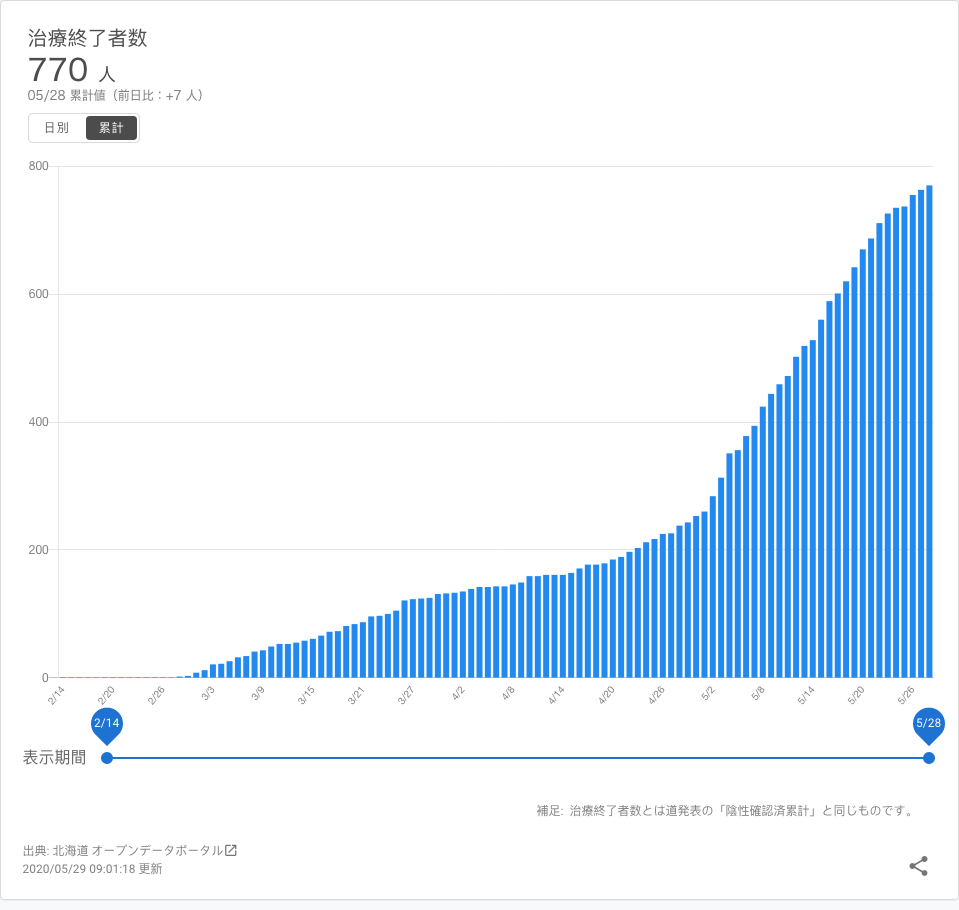 治療終了者数
770 人
05/28 累計値（前日比：+7 人）
日別 累計
800
600
400
200
0
2/14 2/20 2/26 3/3 3/9 3/15 3/21 3/27 4/2 4/8 4/14 4/20 4/26 5/2 5/8 5/14 5/20 5/26
2/14 5/28
表示期間
補足: 治療終了者数とは道発表の「陰性確認済累計」と同じものです。
出典: 北海道 オープンデータポータル
2020/05/29 09:01:18 更新